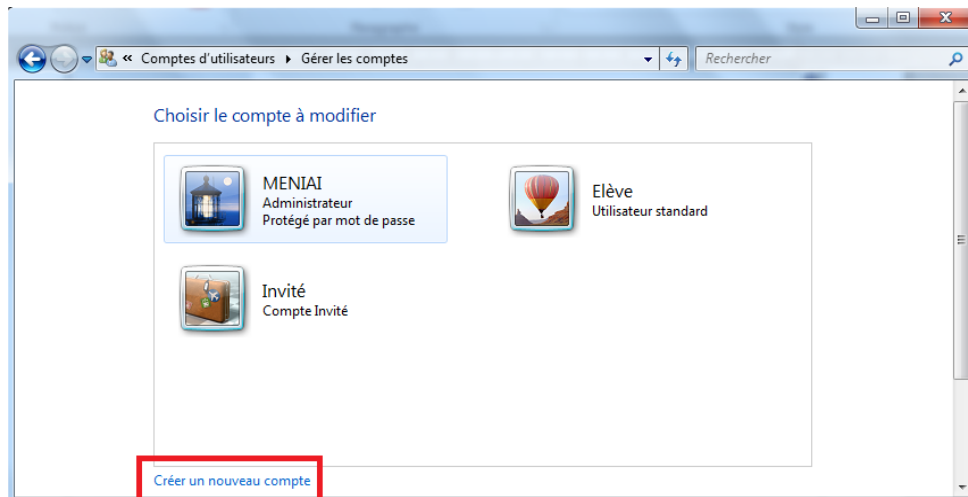 « Comptes d'utilisateurs ▸ Gérer les comptes
Rechercher
Choisir le compte à modifier
MENIAI
Administrateur
Protégé par mot de passe
Elève
Utilisateur standard
Invité
Compte Invité
Créer un nouveau compte